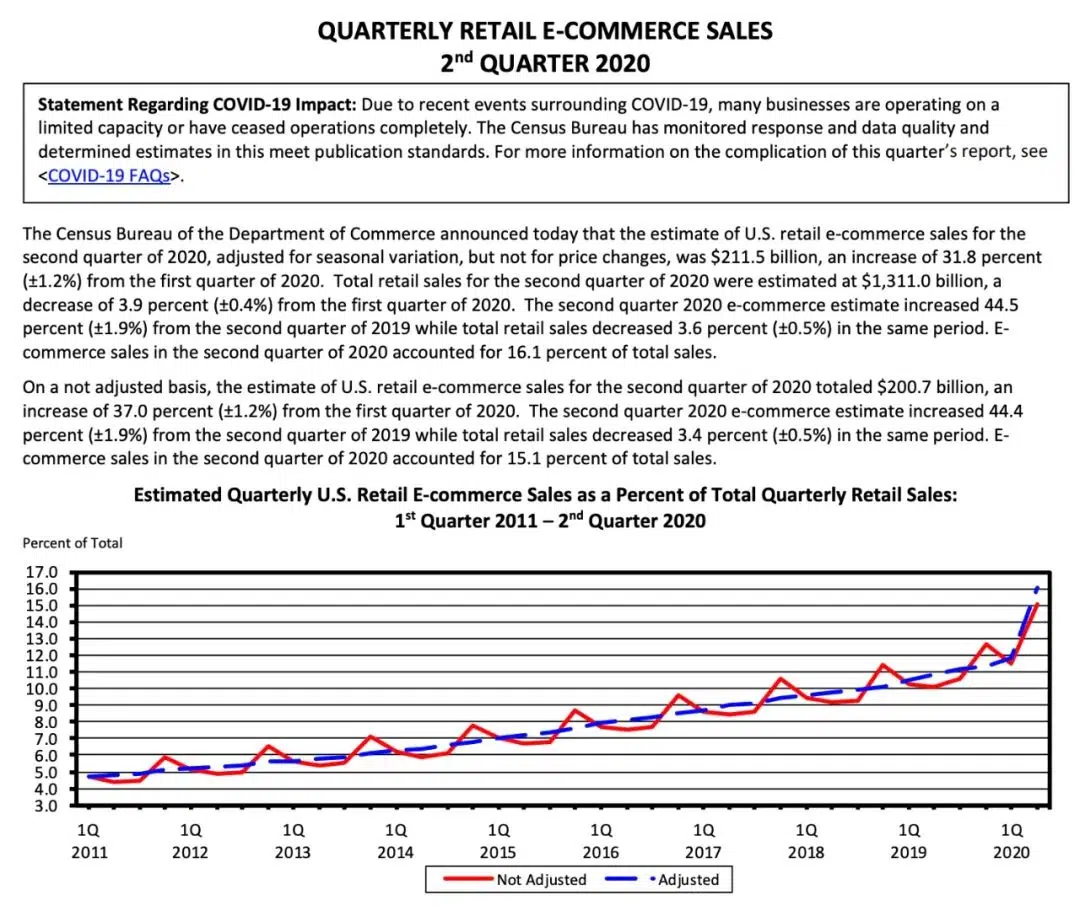 QUARTERLY RETAIL E-COMMERCE SALES
2nd QUARTER 2020
Statement Regarding COVID-19 Impact: Due to recent events surrounding COVID-19, many businesses are operating on a
limited capacity or have ceased operations completely. The Census Bureau has monitored response and data quality and
determined estimates in this meet publication standards. For more information on the complication of this quarter's report, see
<COVID-19 FAQs>.
The Census Bureau of the Department of Commerce announced today that the estimate of U.S. retail e-commerce sales for the
second quarter of 2020, adjusted for seasonal variation, but not for price changes, was $211.5 billion, an increase of 31.8 percent
(±1.2%) from the first quarter of 2020. Total retail sales for the second quarter of 2020 were estimated at $1,311.0 billion, a
decrease of 3.9 percent (±0.4%) from the first quarter of 2020. The second quarter 2020 e-commerce estimate increased 44.5
percent (±1.9%) from the second quarter of 2019 while total retail sales decreased 3.6 percent (±0.5%) in the same period. E-
commerce sales in the second quarter of 2020 accounted for 16.1 percent of total sales.
On a not adjusted basis, the estimate of U.S. retail e-commerce sales for the second quarter of 2020 totaled $200.7 billion, an
increase of 37.0 percent (±1.2%) from the first quarter of 2020. The second quarter 2020 e-commerce estimate increased 44.4
percent (±1.9%) from the second quarter of 2019 while total retail sales decreased 3.4 percent (±0.5%) in the same period. E-
commerce sales in the second quarter of 2020 accounted for 15.1 percent of total sales.
Estimated Quarterly U.S. Retail E-commerce Sales as a Percent of Total Quarterly Retail Sales:
1st Quarter 2011 – 2nd Quarter 2020
Percent of Total
17.0
16.0
15.0
14.0
13.0
12.0
11.0
10.0
9.0
8.0
7.0
6.0
5.0
4.0
3.0
1Q 1Q 1Q 1Q 1Q 1Q 1Q 1Q 1Q 1Q
2011 2012 2013 2014 2015 2016 2017 2018 2019 2020
Not Adjusted Adjusted